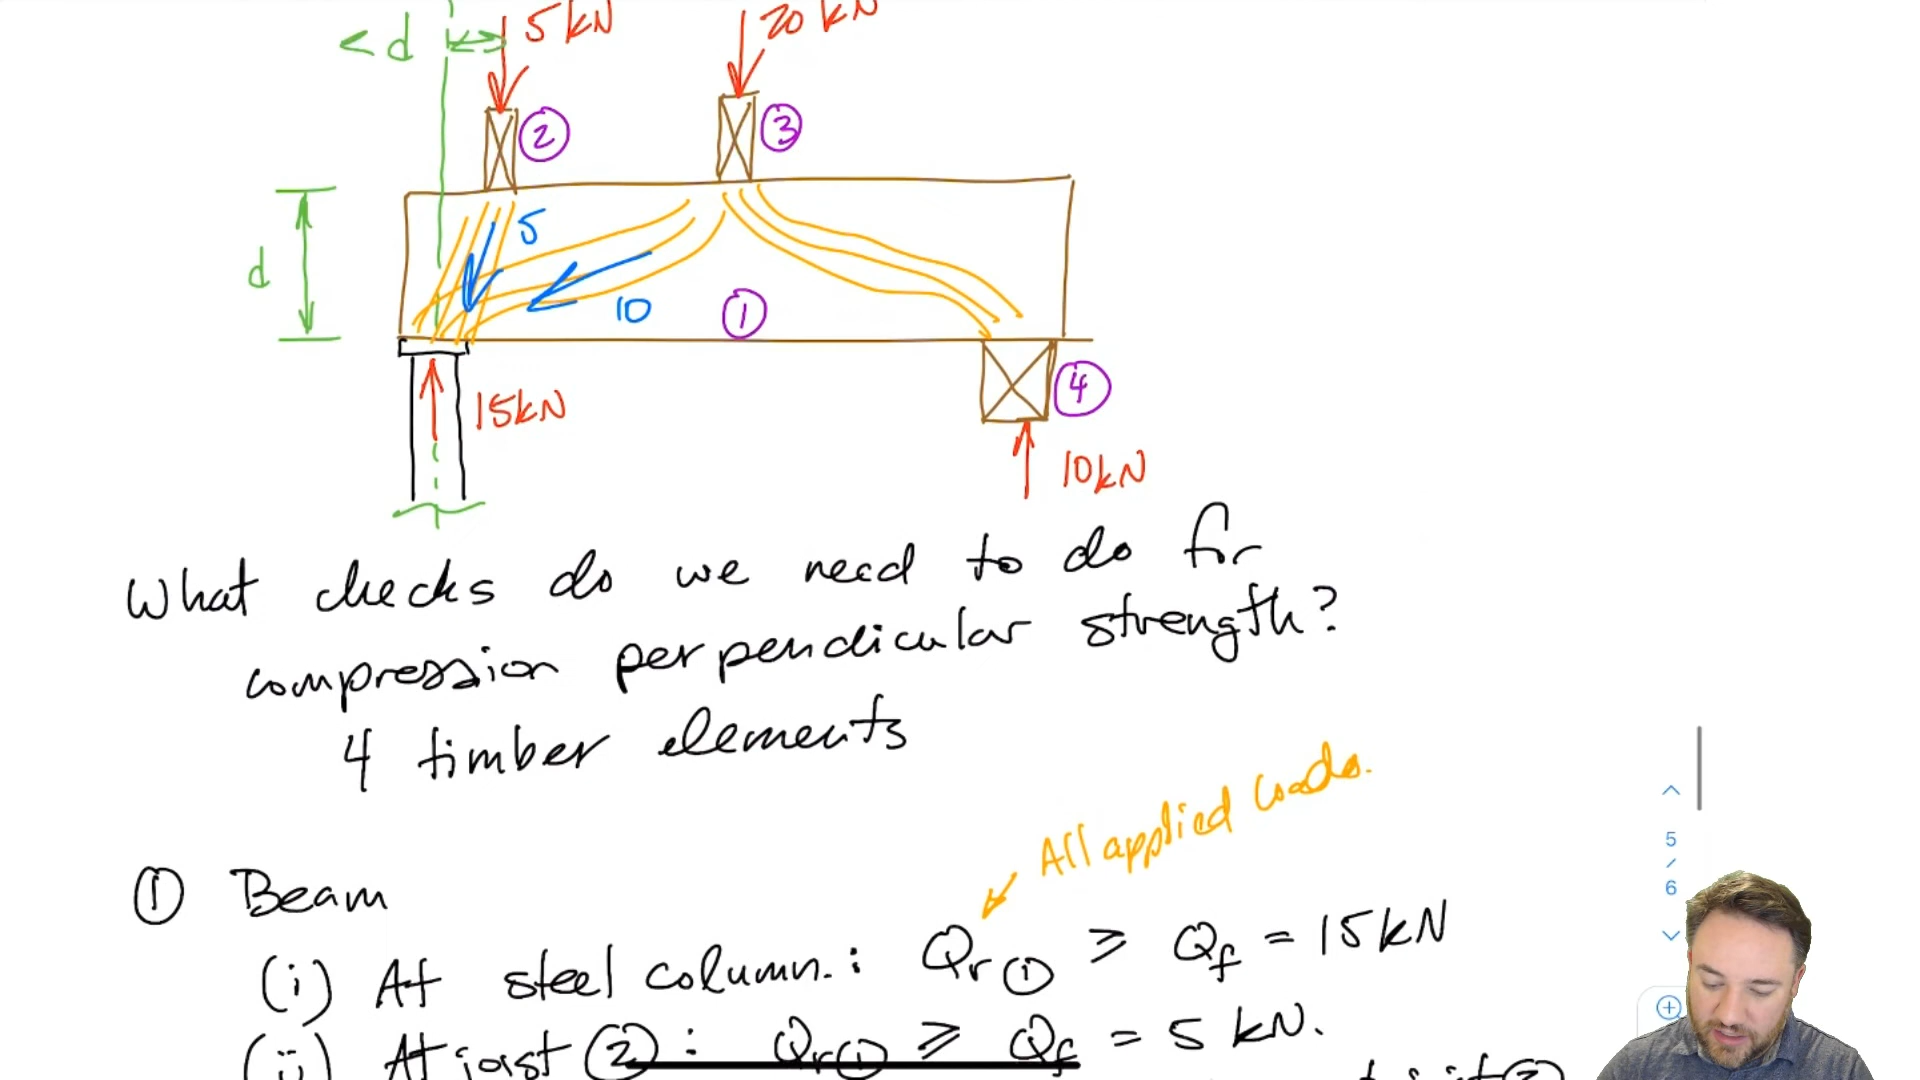 < d
5 kN
20 kN
2
3
d
5
10
1
15kN
4
10kN
What checks do we need to do for
compression perpendicular strength?
4 timber elements
All applied loads.
① Beam
(i) At steel column: Qr① ≥ Qf = 15kN
(ii) At joist ②: Qr① ≥ Qf = 5 kN.
5
/
6